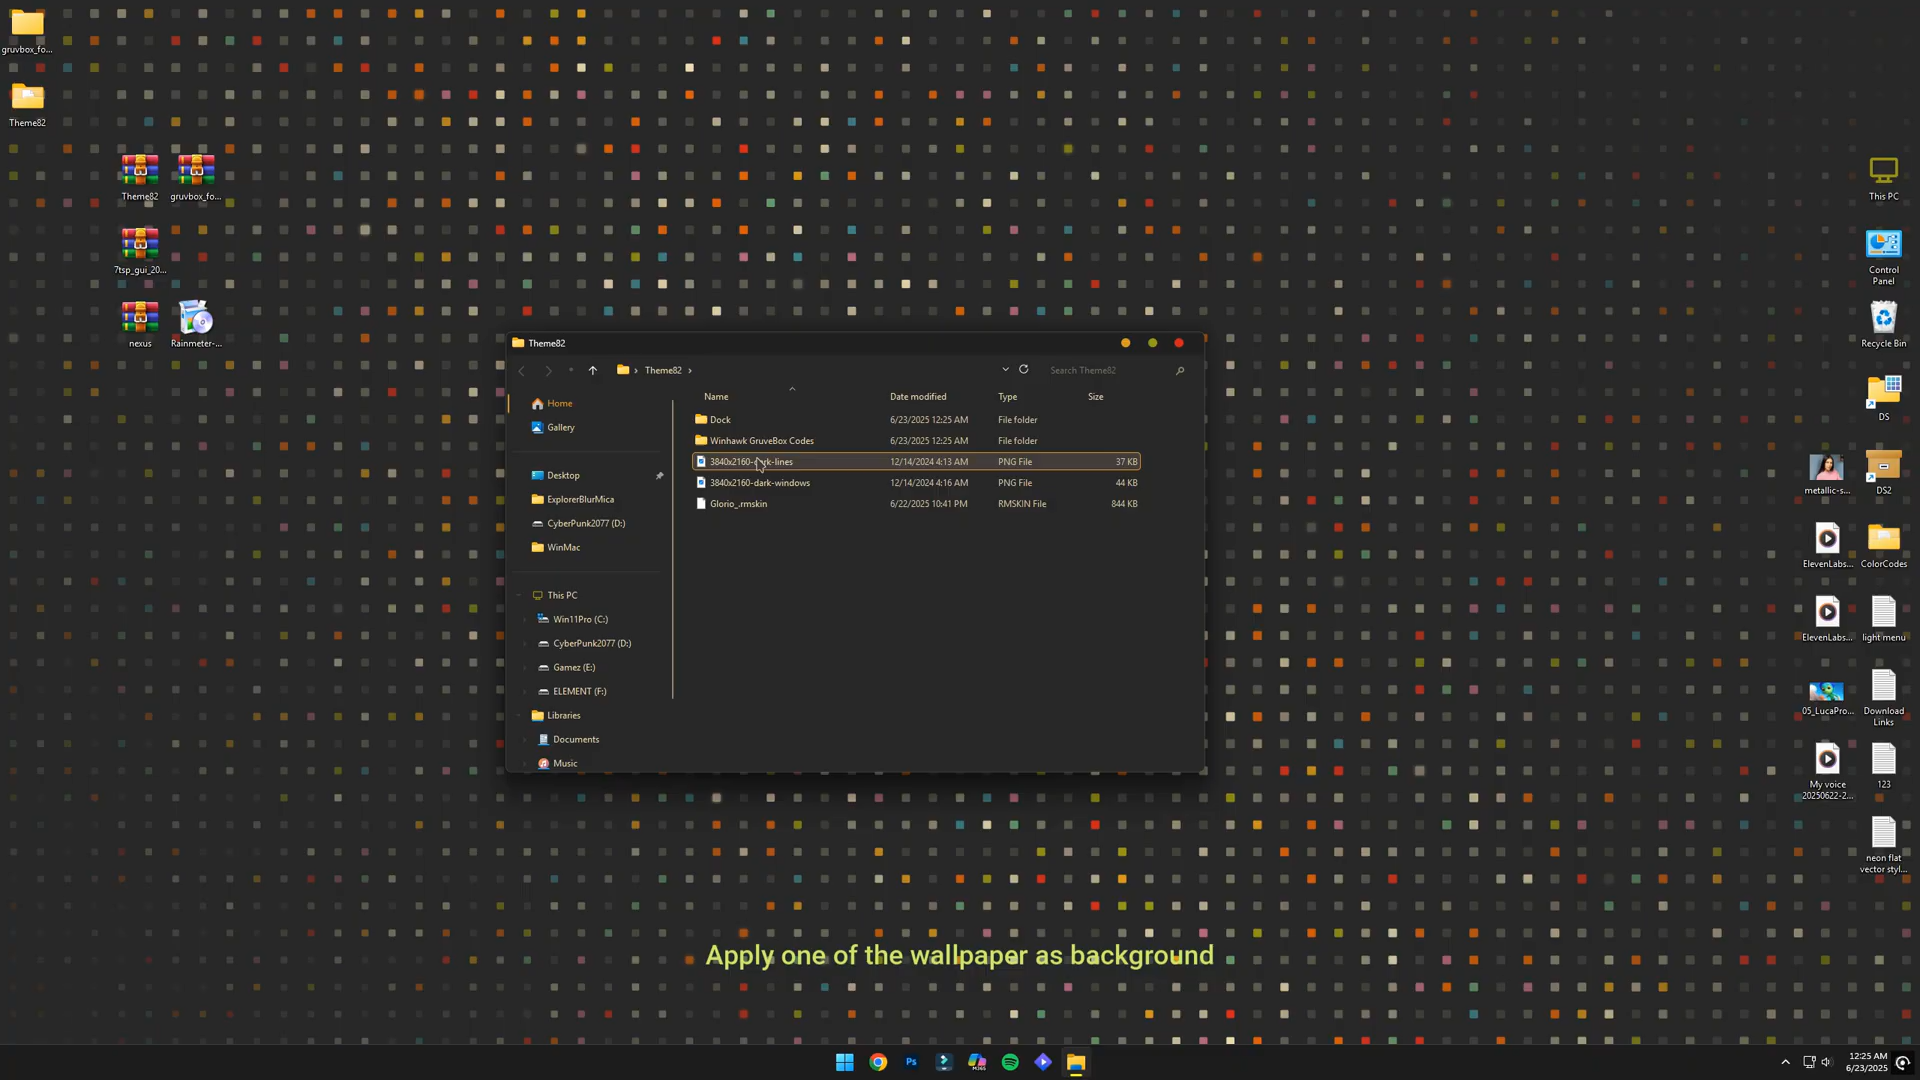 gruvbox_fo...
Theme82
Theme82
gruvbox_fo...
7tsp_gui_20...
nexus
Rainmeter-...
Theme82
Theme82
Search Theme82
Home
Gallery
Desktop
ExplorerBlurMica
CyberPunk2077 (D:)
WinMac
This PC
Win11Pro (C:)
CyberPunk2077 (D:)
Gamez (E:)
ELEMENT (F:)
Libraries
Documents
Music
Name Date modified Type Size
Dock 6/23/2025 12:25 AM File folder
Winhawk GruveBox Codes 6/23/2025 12:25 AM File folder
3840x2160-dark-lines 12/14/2024 4:13 AM PNG File 37 KB
3840x2160-dark-windows 12/14/2024 4:16 AM PNG File 44 KB
Glorio_.rmskin 6/22/2025 10:41 PM RMSKIN File 844 KB
This PC
Control
Panel
Recycle Bin
DS
metallic-s...
DS2
ElevenLabs...
ColorCodes
ElevenLabs...
light menu
05_LucaPro...
Download
Links
My voice
20250622-2...
123
neon flat
vector styl...
Apply one of the wallpaper as background
Ps
M365
12:25 AM
6/23/2025